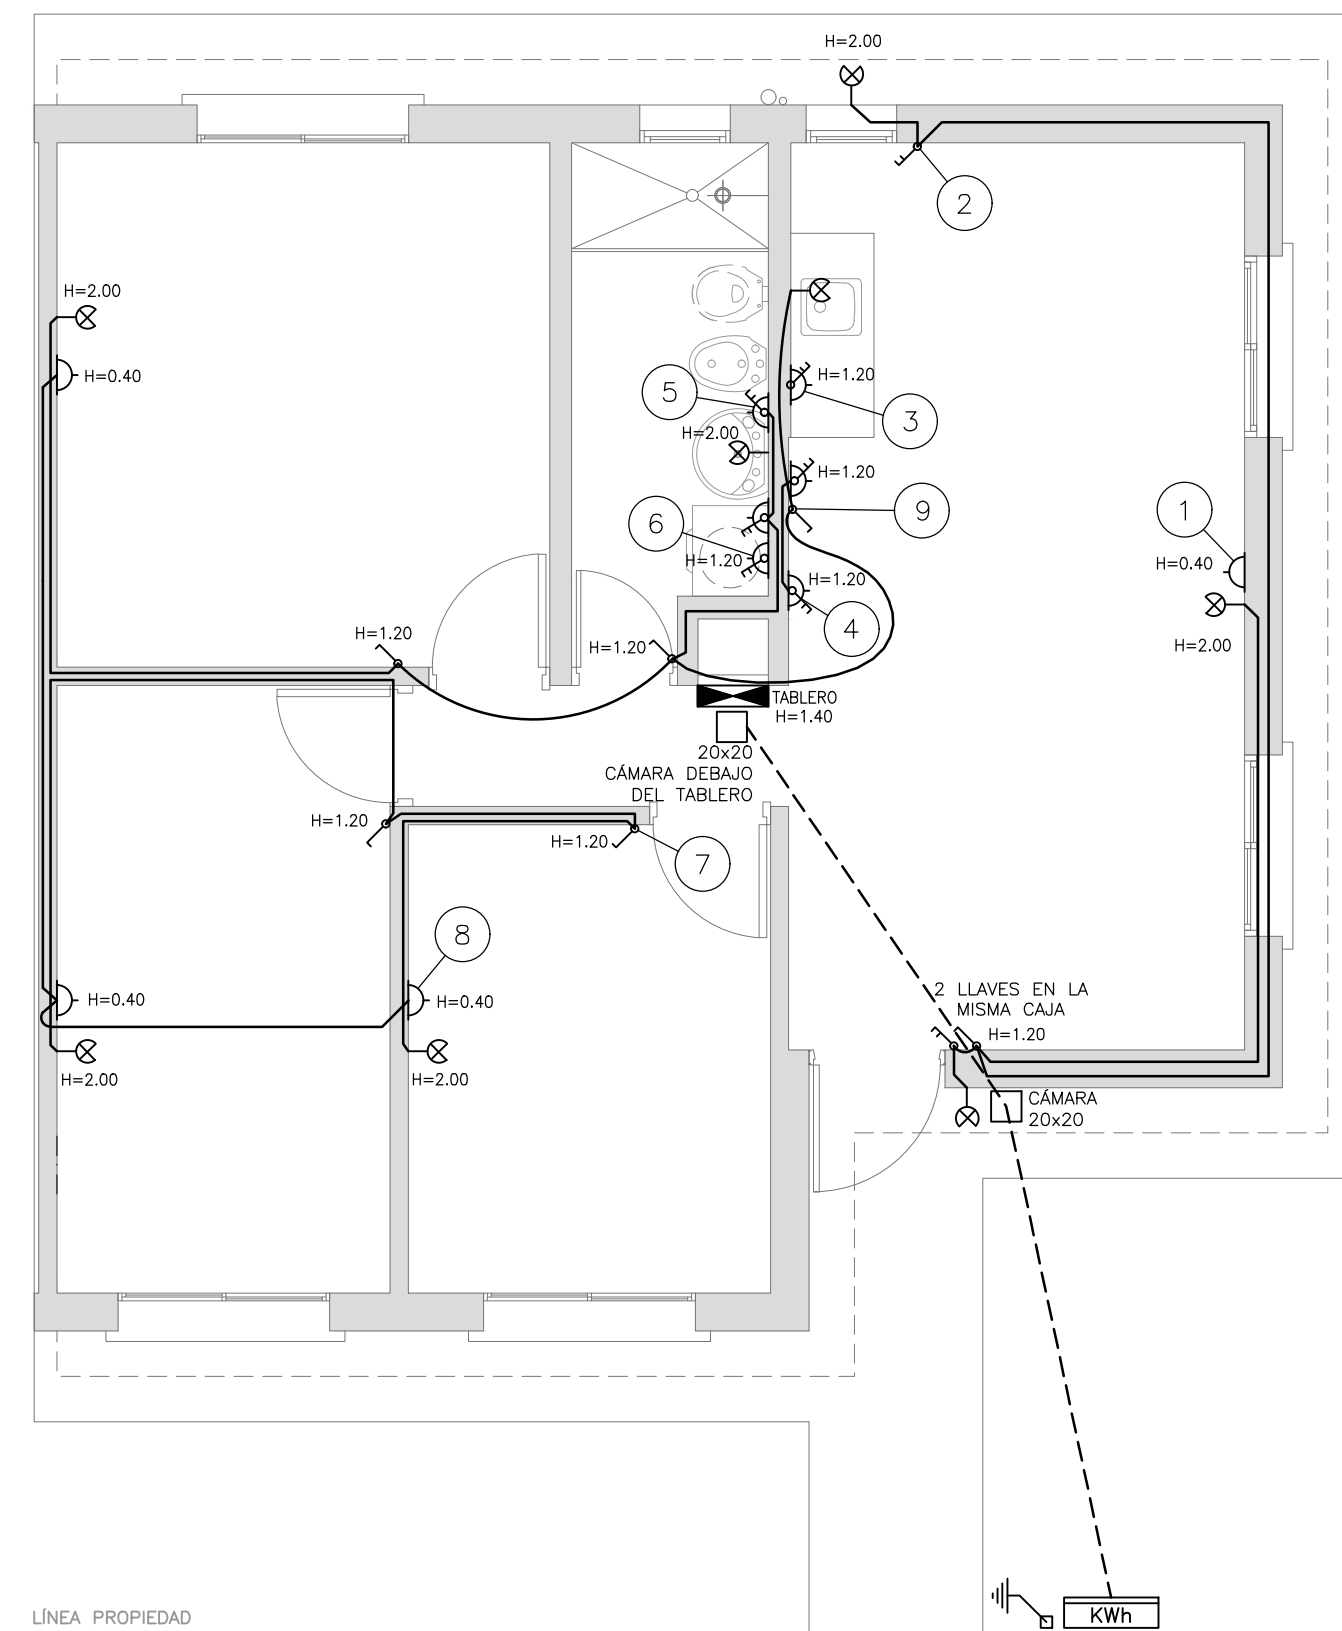 H=2.00
2
H=2.00
H=0.40
H=1.20
5
3
H=2.00
H=1.20
9
1
6
H=1.20
H=0.40
H=1.20
4
H=1.20
H=1.20
H=2.00
TABLERO
H=1.40
20x20
CÁMARA DEBAJO
DEL TABLERO
H=1.20
H=1.20
7
8
H=0.40
H=0.40
2 LLAVES EN LA
MISMA CAJA
H=1.20
H=2.00
H=2.00
CÁMARA
20x20
LÍNEA PROPIEDAD
KWh